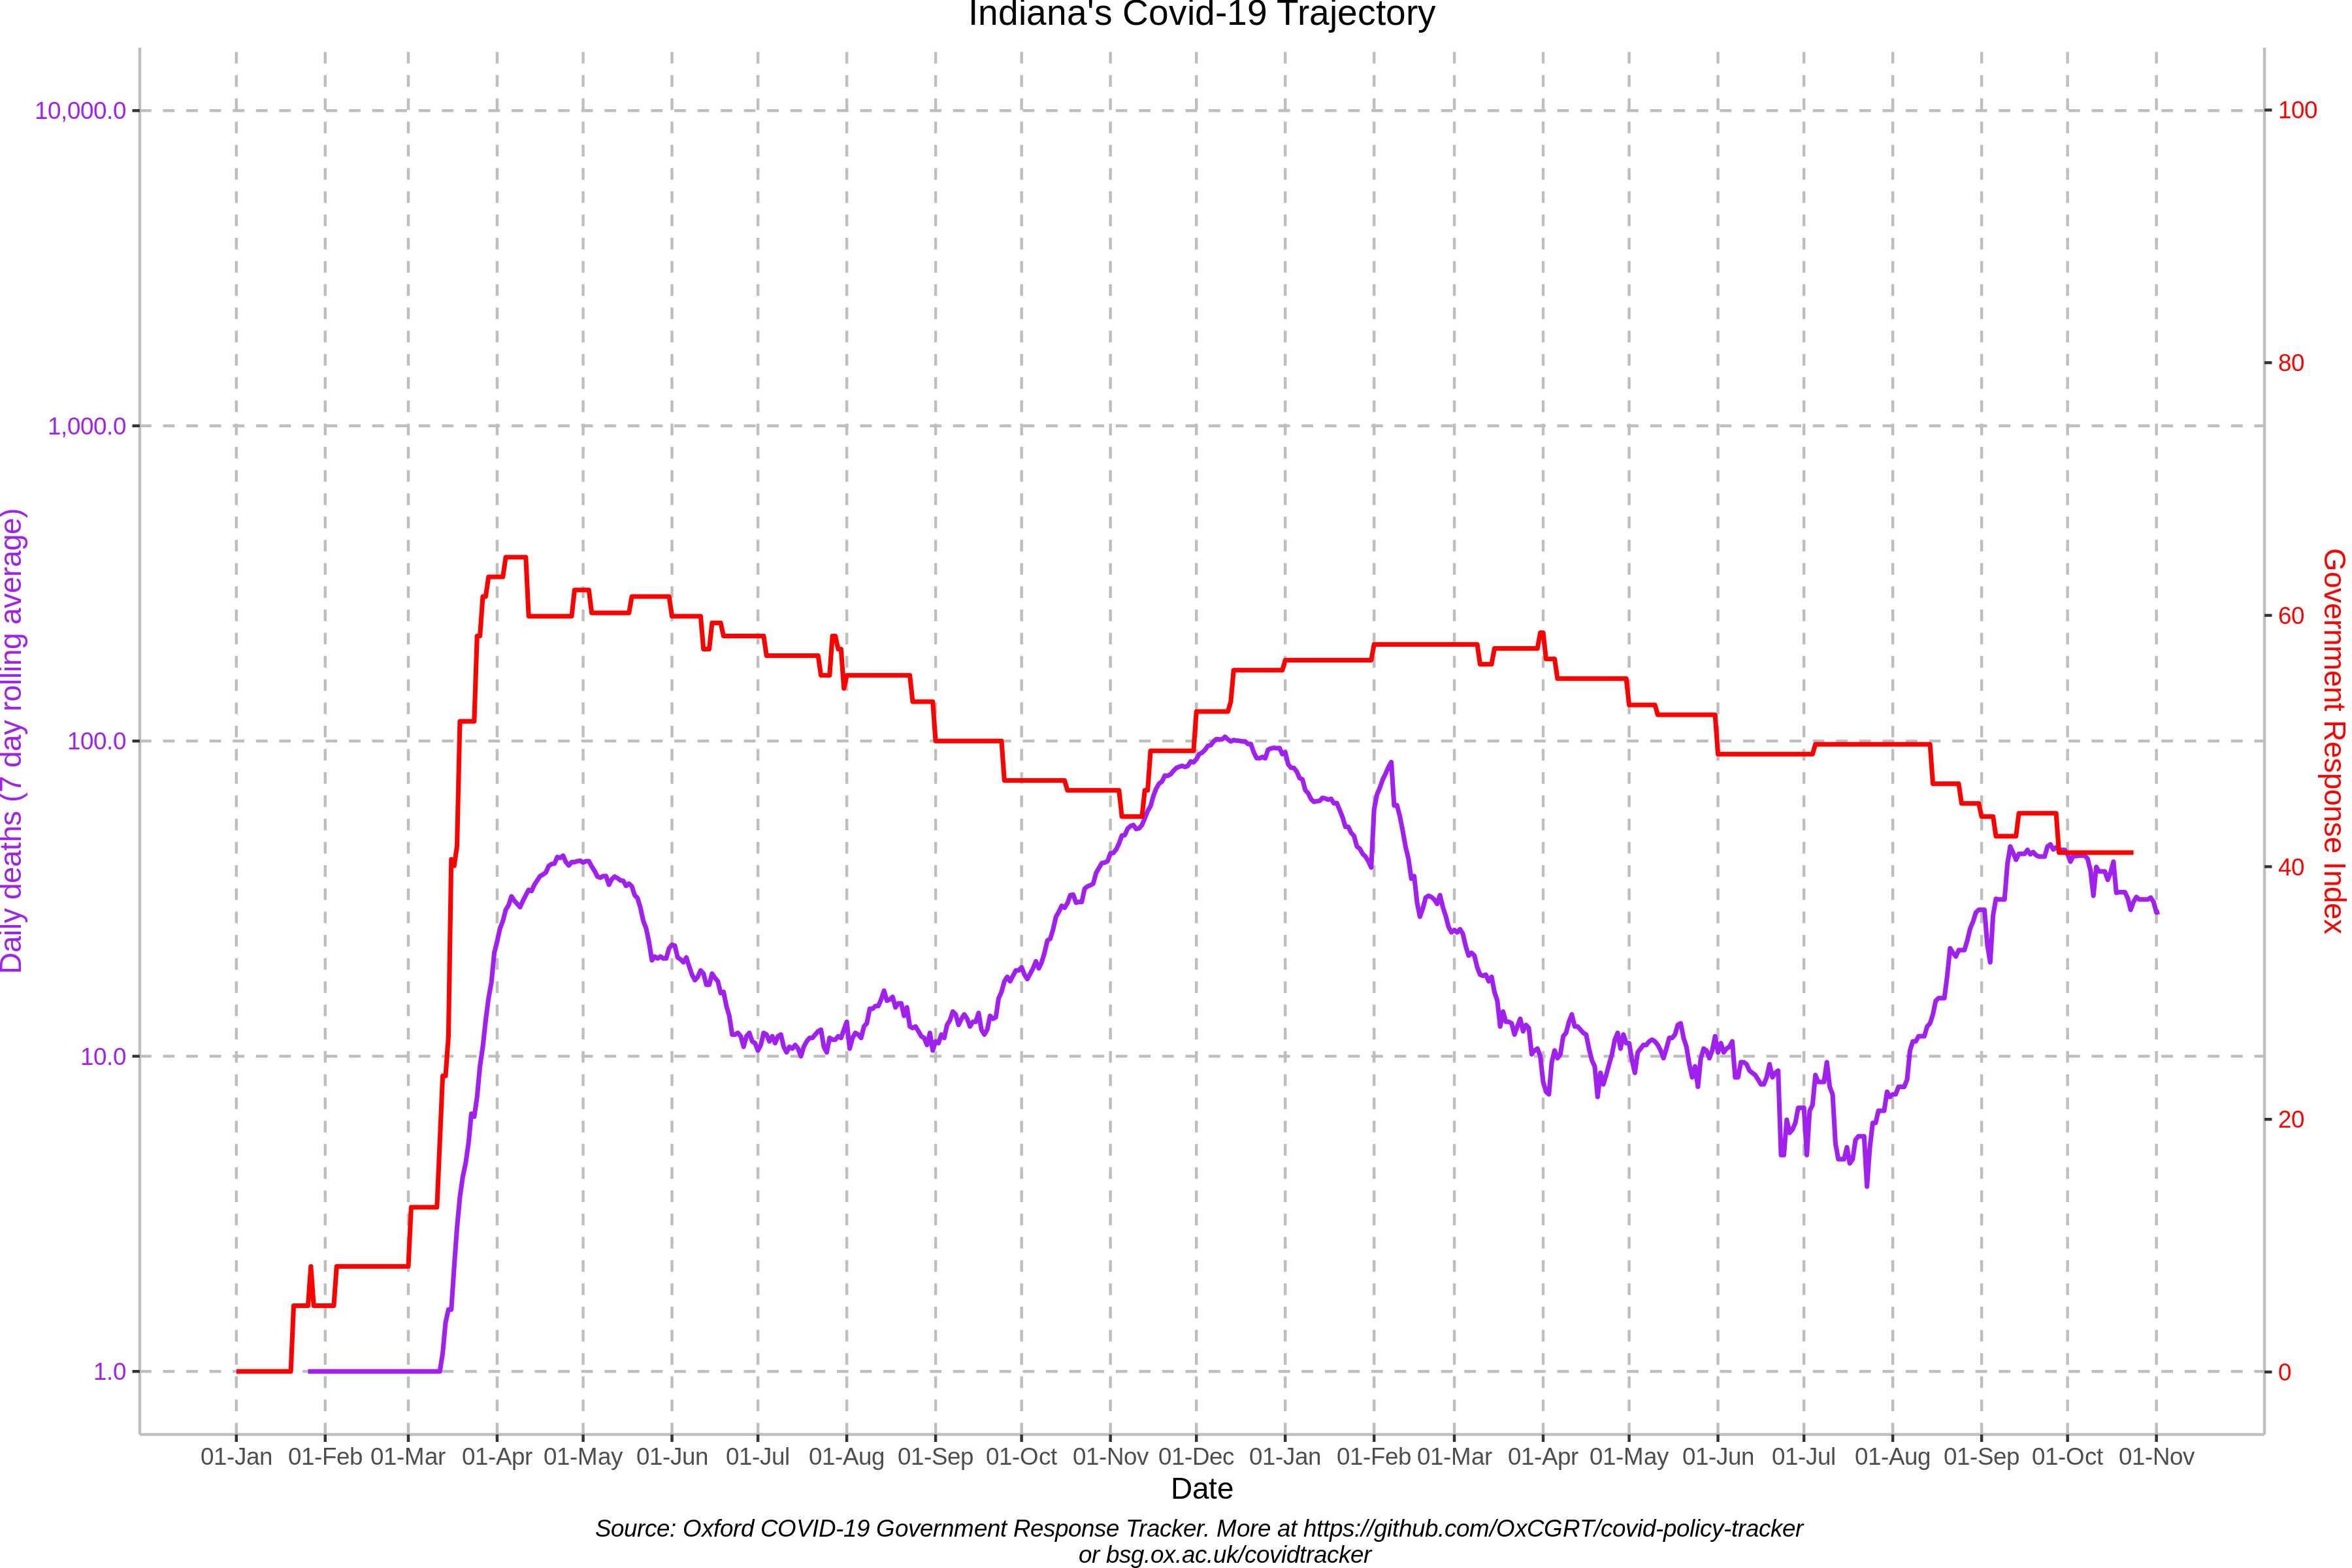 Indiana's Covid-19 Trajectory
10,000.0
1,000.0
100.0
10.0
1.0
Daily deaths (7 day rolling average)
100
80
60
40
20
0
Government Response Index
01-Jan 01-Feb 01-Mar 01-Apr 01-May 01-Jun 01-Jul 01-Aug 01-Sep 01-Oct 01-Nov 01-Dec 01-Jan 01-Feb 01-Mar 01-Apr 01-May 01-Jun 01-Jul 01-Aug 01-Sep 01-Oct 01-Nov
Date
Source: Oxford COVID-19 Government Response Tracker. More at https://github.com/OxCGRT/covid-policy-tracker
or bsg.ox.ac.uk/covidtracker